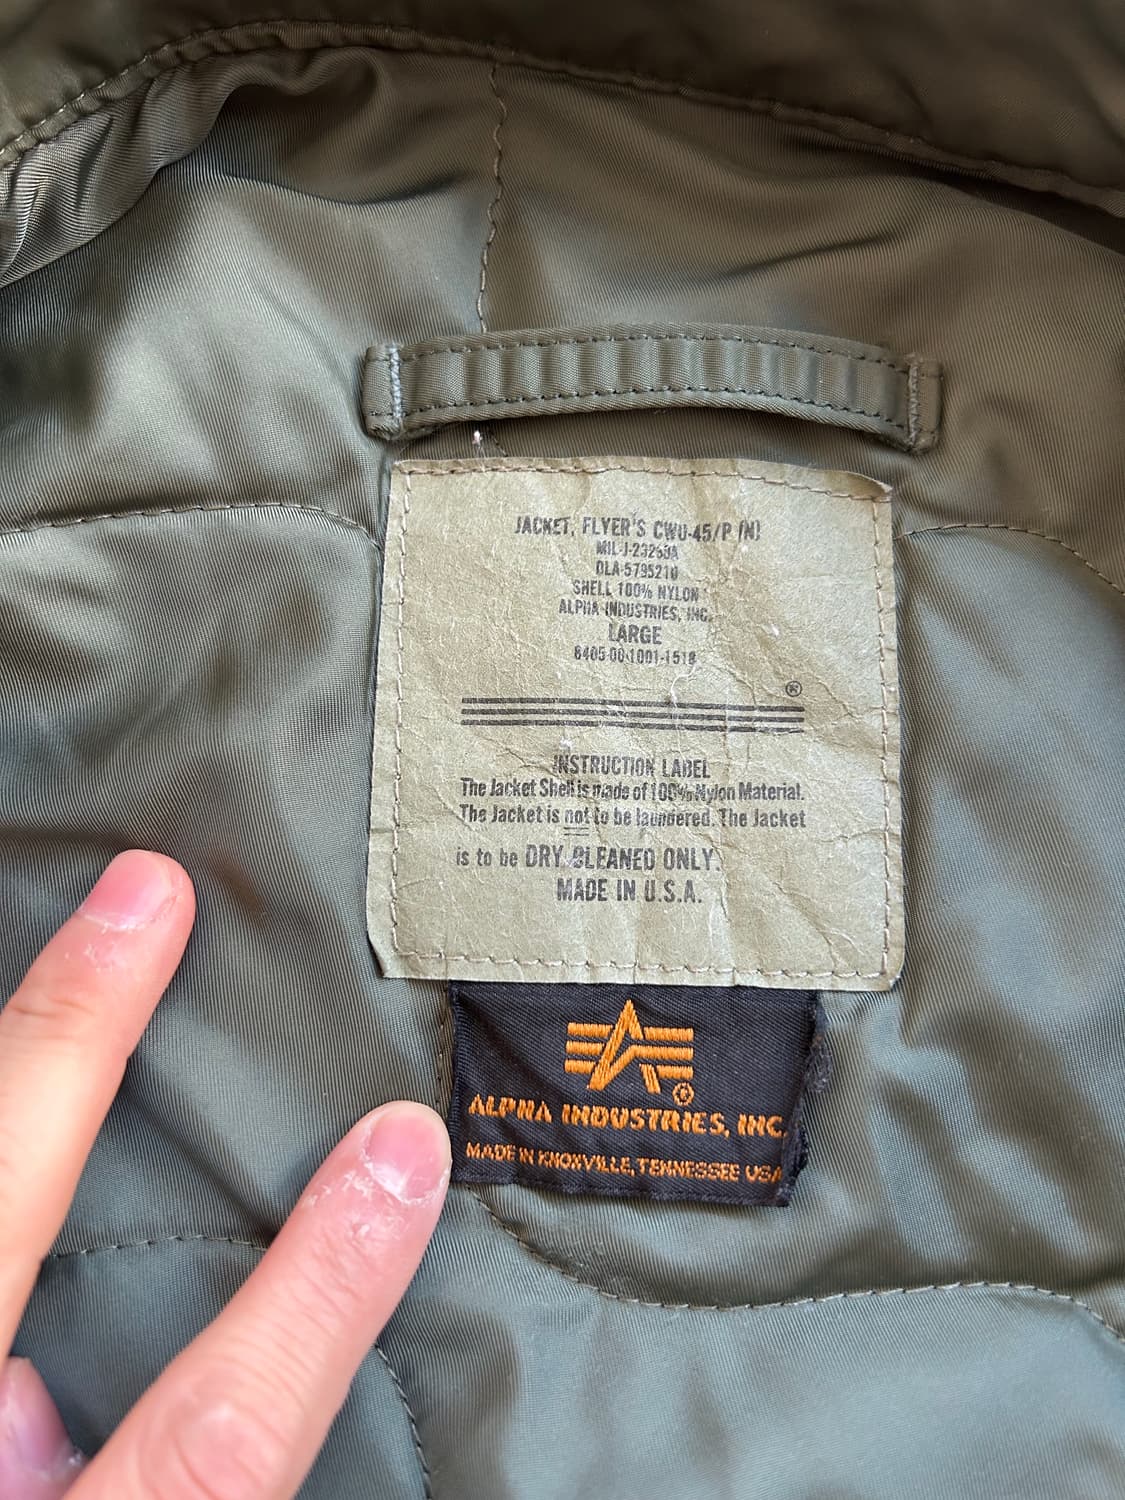 JACKET, FLYER'S CWU-45/P (N)
MIL-J-23260A
DLA-5795210
SHELL 100% NYLON
ALPHA INDUSTRIES, INC.
LARGE
8405-00-1001-1518
®
INSTRUCTION LABEL
The Jacket Shell is made of 100% Nylon Material.
The Jacket is not to be laundered. The Jacket
is to be DRY CLEANED ONLY.
MADE IN U.S.A.
®
ALPHA INDUSTRIES, INC.
MADE IN KNOXVILLE, TENNESSEE USA